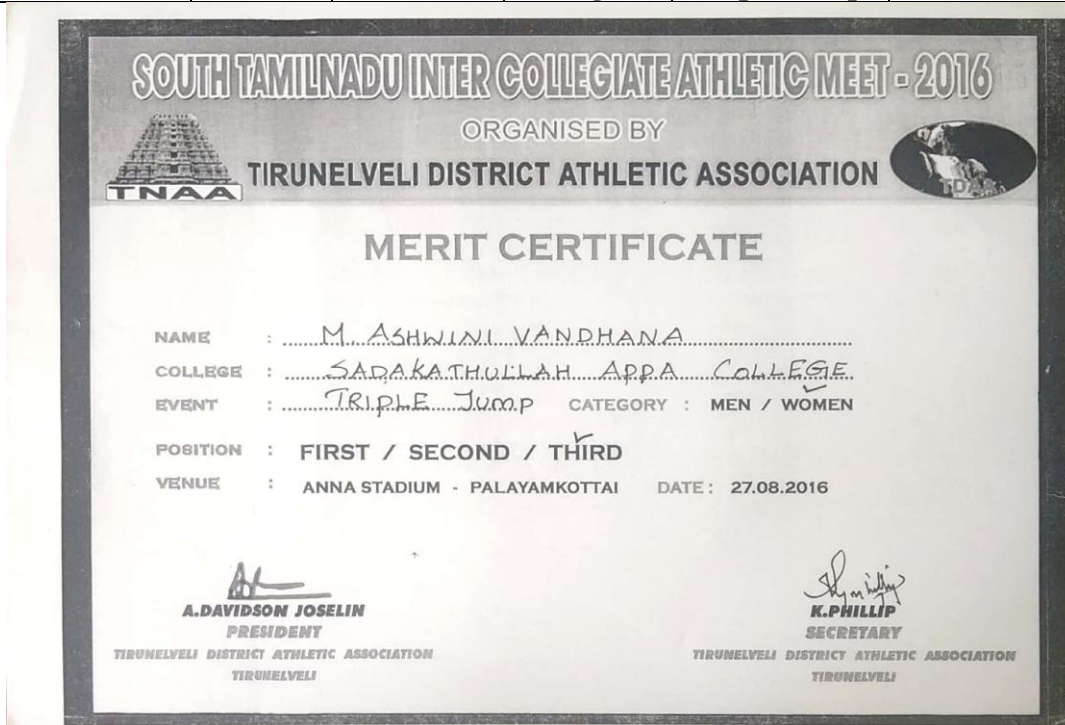 SOUTH TAMILNADU INTER COLLEGIATE ATHLETIC MEET - 2016
ORGANISED BY
TIRUNELVELI DISTRICT ATHLETIC ASSOCIATION
TNAA
TDAA
MERIT CERTIFICATE
NAME : M. ASHWINI VANDHANA
COLLEGE : SADAKATHULLAH APPA COLLEGE
EVENT : TRIPLE JUMP CATEGORY : MEN / WOMEN
POSITION : FIRST / SECOND / THIRD
VENUE : ANNA STADIUM - PALAYAMKOTTAI DATE : 27.08.2016
A.DAVIDSON JOSELIN
PRESIDENT
TIRUNELVELI DISTRICT ATHLETIC ASSOCIATION
TIRUNELVELI
K.PHILLIP
SECRETARY
TIRUNELVELI DISTRICT ATHLETIC ASSOCIATION
TIRUNELVELI